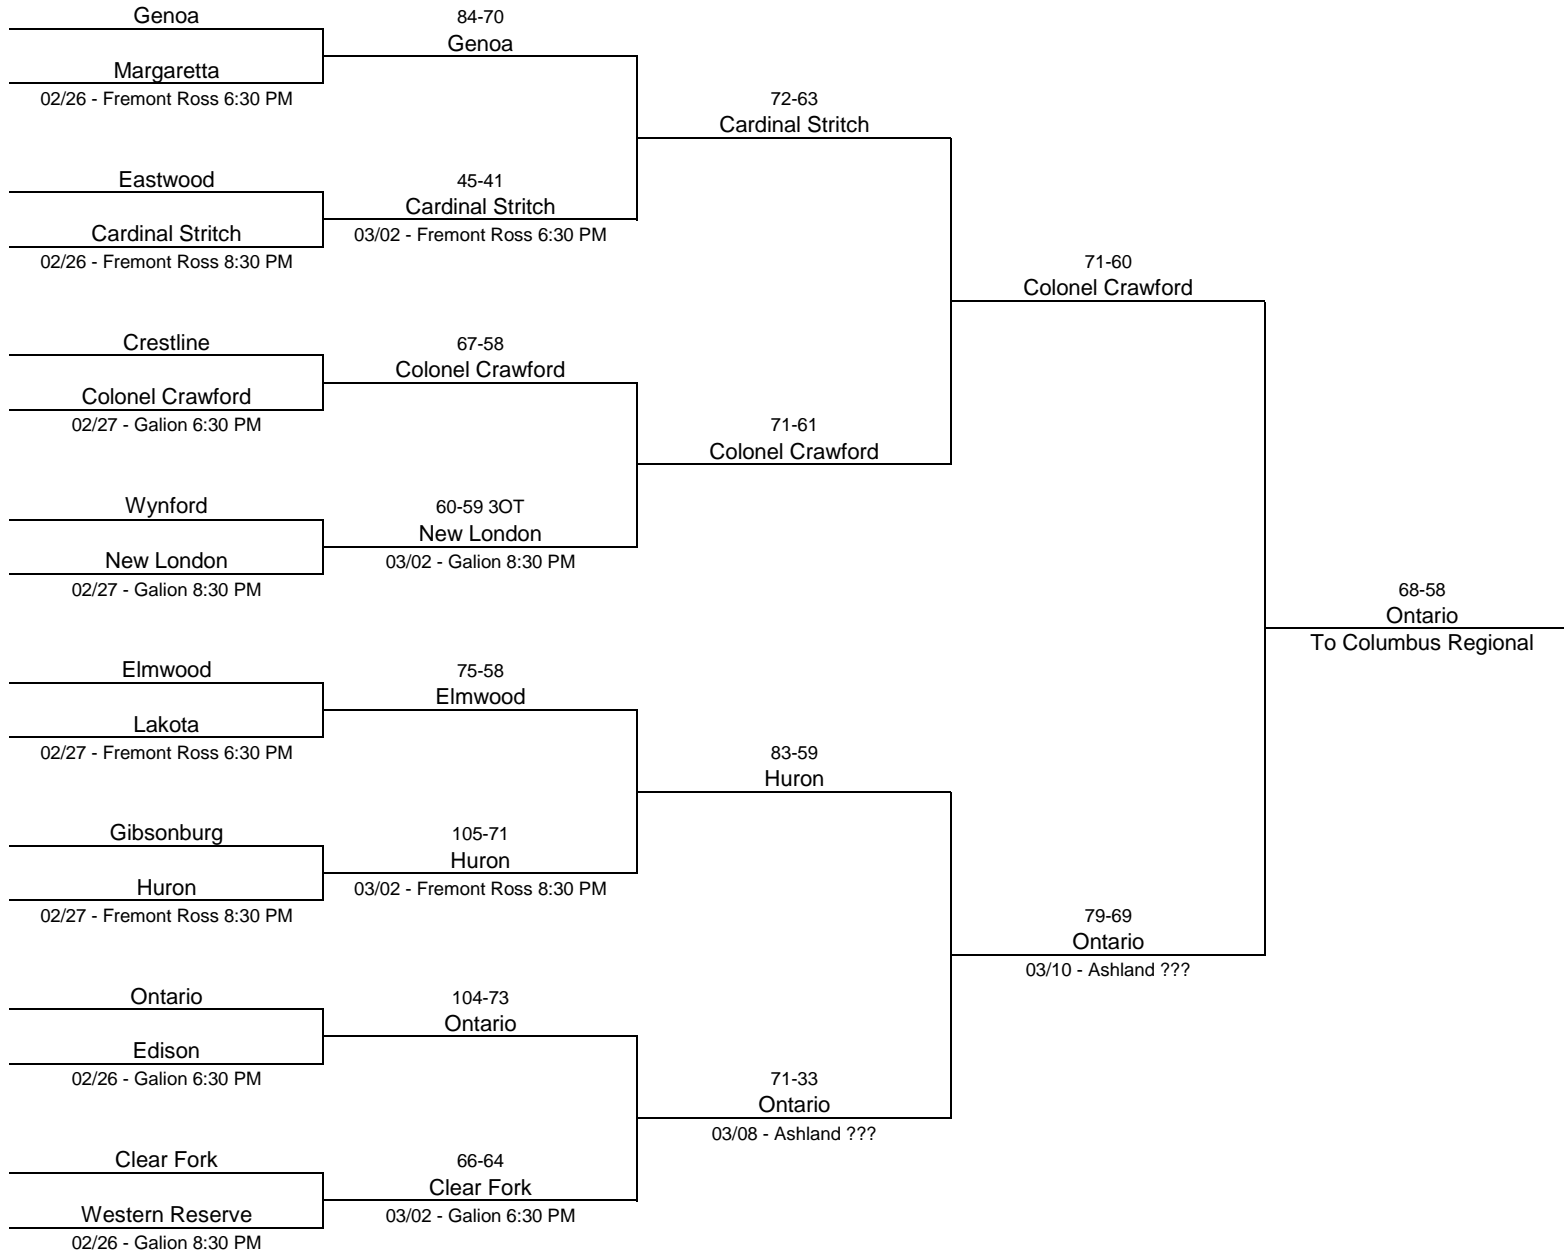 Genoa
84-70
Genoa
Margaretta
02/26 - Fremont Ross 6:30 PM
72-63
Cardinal Stritch
Eastwood
45-41
Cardinal Stritch
Cardinal Stritch
03/02 - Fremont Ross 6:30 PM
02/26 - Fremont Ross 8:30 PM
71-60
Colonel Crawford
Crestline
67-58
Colonel Crawford
Colonel Crawford
02/27 - Galion 6:30 PM
71-61
Colonel Crawford
Wynford
60-59 3OT
New London
New London
03/02 - Galion 8:30 PM
02/27 - Galion 8:30 PM
68-58
Ontario
To Columbus Regional
Elmwood
75-58
Elmwood
Lakota
02/27 - Fremont Ross 6:30 PM
83-59
Huron
Gibsonburg
105-71
Huron
Huron
03/02 - Fremont Ross 8:30 PM
02/27 - Fremont Ross 8:30 PM
79-69
Ontario
03/10 - Ashland ???
Ontario
104-73
Ontario
Edison
02/26 - Galion 6:30 PM
71-33
Ontario
03/08 - Ashland ???
Clear Fork
66-64
Clear Fork
Western Reserve
03/02 - Galion 6:30 PM
02/26 - Galion 8:30 PM